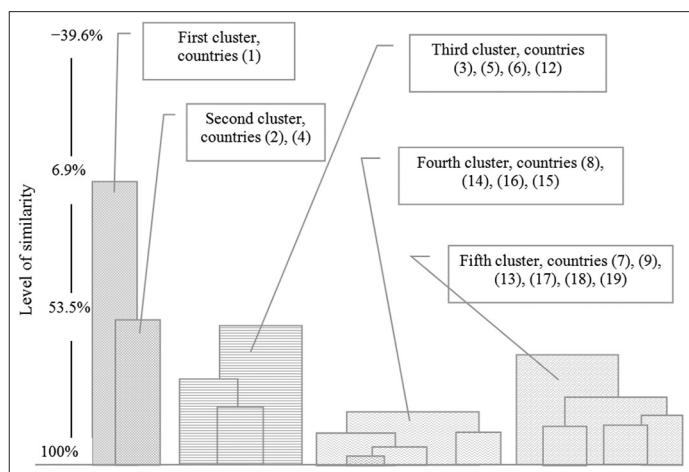 −39.6%
First cluster,
countries (1)
Third cluster, countries
(3), (5), (6), (12)
Second cluster,
countries (2), (4)
6.9%
Fourth cluster, countries (8),
(14), (16), (15)
Level of similarity
Fifth cluster, countries (7), (9),
(13), (17), (18), (19)
53.5%
100%